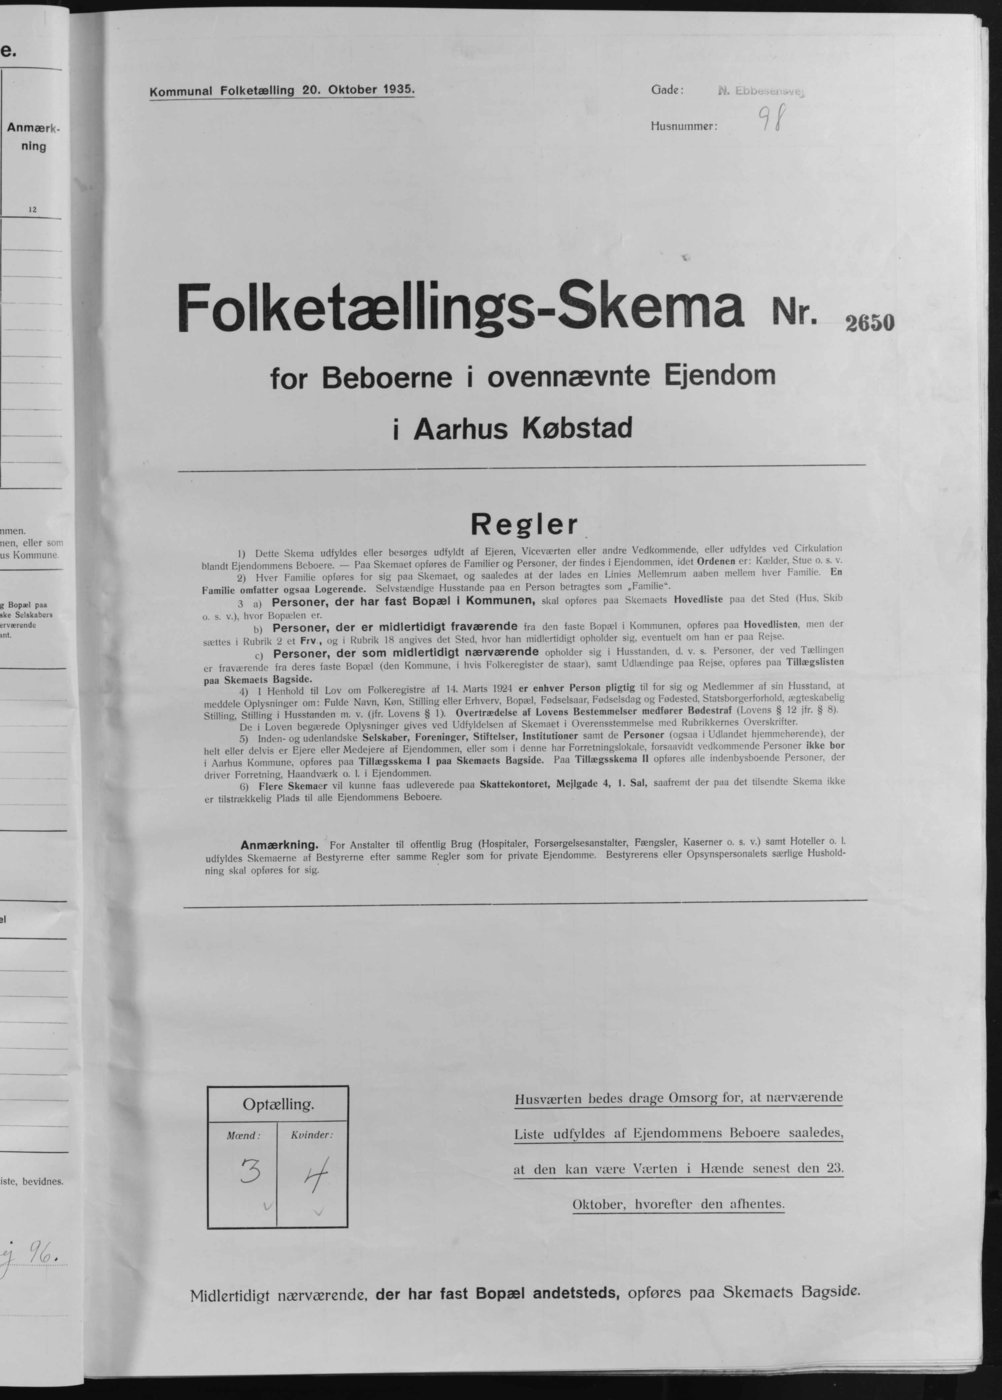 e.
Anmærk-
ning
12
mmen.
men, eller som
us Kommune.
g Bopæl paa
ske Selskabers
erværende
ant.
el
iste, bevidnes.
ej 96.
Kommunal Folketælling 20. Oktober 1935.
Gade: N. Ebbesensvej
Husnummer: 98
Folketællings-Skema Nr. 2650
for Beboerne i ovennævnte Ejendom
i Aarhus Købstad
Regler
1) Dette Skema udfyldes eller besørges udfyldt af Ejeren, Viceværten eller andre Vedkommende, eller udfyldes ved Cirkulation
blandt Ejendommens Beboere. — Paa Skemaet opføres de Familier og Personer, der findes i Ejendommen, idet Ordenen er: Kælder, Stue o. s. v.
2) Hver Familie opføres for sig paa Skemaet, og saaledes at der lades en Linies Mellemrum aaben mellem hver Familie. En
Familie omfatter ogsaa Logerende. Selvstændige Husstande paa en Person betragtes som „Familie“.
3 a) Personer, der har fast Bopæl i Kommunen, skal opføres paa Skemaets Hovedliste paa det Sted (Hus, Skib
o. s. v.), hvor Bopælen er.
b) Personer, der er midlertidigt fraværende fra den faste Bopæl i Kommunen, opføres paa Hovedlisten, men der
sættes i Rubrik 2 et Frv., og i Rubrik 18 angives det Sted, hvor han midlertidigt opholder sig, eventuelt om han er paa Rejse.
c) Personer, der som midlertidigt nærværende opholder sig i Husstanden, d. v. s. Personer, der ved Tællingen
er fraværende fra deres faste Bopæl (den Kommune, i hvis Folkeregister de staar), samt Udlændinge paa Rejse, opføres paa Tillægslisten
paa Skemaets Bagside.
4) I Henhold til Lov om Folkeregistre af 14. Marts 1924 er enhver Person pligtig til for sig og Medlemmer af sin Husstand, at
meddele Oplysninger om: Fulde Navn, Køn, Stilling eller Erhverv, Bopæl, Fødselsaar, Fødselsdag og Fødested, Statsborgerforhold, ægteskabelig
Stilling, Stilling i Husstanden m. v. (jfr. Lovens § 1). Overtrædelse af Lovens Bestemmelser medfører Bødestraf (Lovens § 12 jfr. § 8).
De i Loven begærede Oplysninger gives ved Udfyldelsen af Skemaet i Overensstemmelse med Rubrikkernes Overskrifter.
5) Inden- og udenlandske Selskaber, Foreninger, Stiftelser, Institutioner samt de Personer (ogsaa i Udlandet hjemmehørende), der
helt eller delvis er Ejere eller Medejere af Ejendommen, eller som i denne har Forretningslokale, forsaavidt vedkommende Personer ikke bor
i Aarhus Kommune, opføres paa Tillægsskema I paa Skemaets Bagside. Paa Tillægsskema II opføres alle indenbysboende Personer, der
driver Forretning, Haandværk o. l. i Ejendommen.
6) Flere Skemaer vil kunne faas udleverede paa Skattekontoret, Mejlgade 4, 1. Sal, saafremt der paa det tilsendte Skema ikke
er tilstrækkelig Plads til alle Ejendommens Beboere.
Anmærkning. For Anstalter til offentlig Brug (Hospitaler, Forsørgelsesanstalter, Fængsler, Kaserner o. s. v.) samt Hoteller o. l.
udfyldes Skemaerne af Bestyrerne efter samme Regler som for private Ejendomme. Bestyrerens eller Opsynspersonalets særlige Hushold-
ning skal opføres for sig.
Optælling.
Mænd: Kvinder:
3 4
Husværten bedes drage Omsorg for, at nærværende
Liste udfyldes af Ejendommens Beboere saaledes,
at den kan være Værten i Hænde senest den 23.
Oktober, hvorefter den afhentes.
Midlertidigt nærværende, der har fast Bopæl andetsteds, opføres paa Skemaets Bagside.